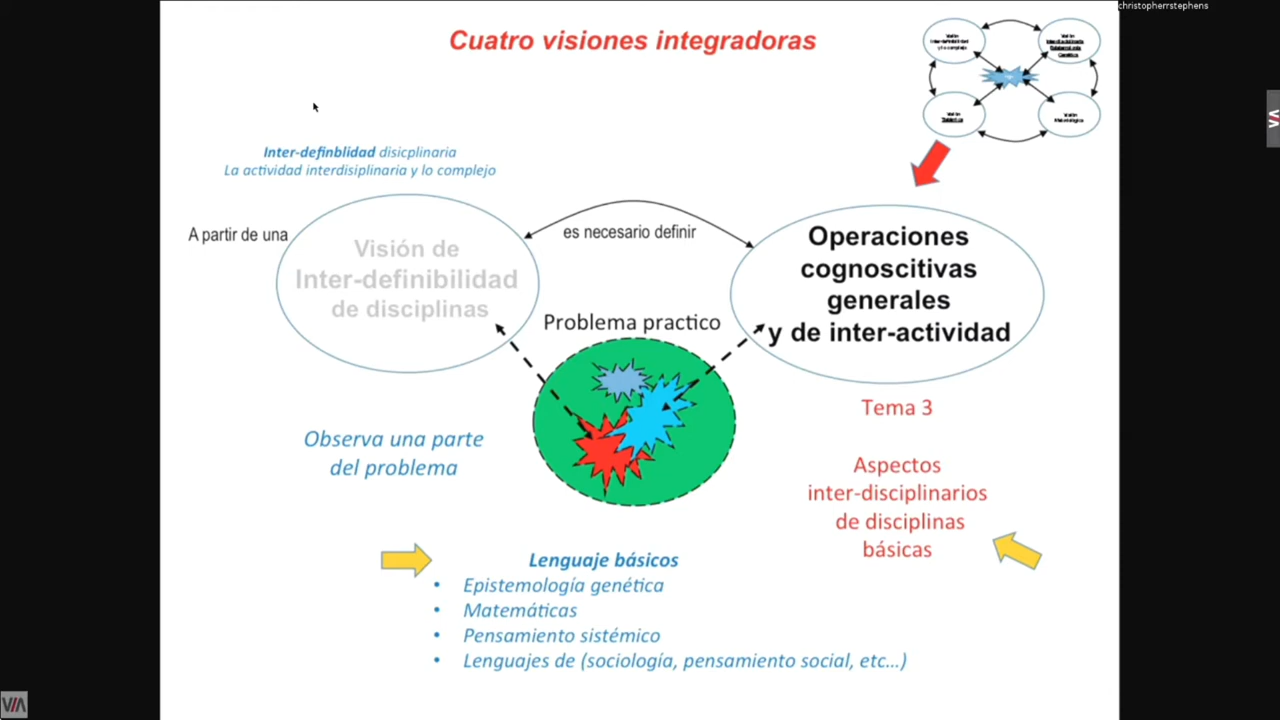 christopherrstephens
Cuatro visiones integradoras
Inter-definblidad disicplinaria
La actividad interdisiplinaria y lo complejo
A partir de una
Visión de
Inter-definibilidad
de disciplinas
es necesario definir
Operaciones
cognoscitivas
generales
y de inter-actividad
Problema practico
Tema 3
Observa una parte
del problema
Aspectos
inter-disciplinarios
de disciplinas
básicas
Lenguaje básicos
• Epistemología genética
• Matemáticas
• Pensamiento sistémico
• Lenguajes de (sociología, pensamiento social, etc...)
VIA